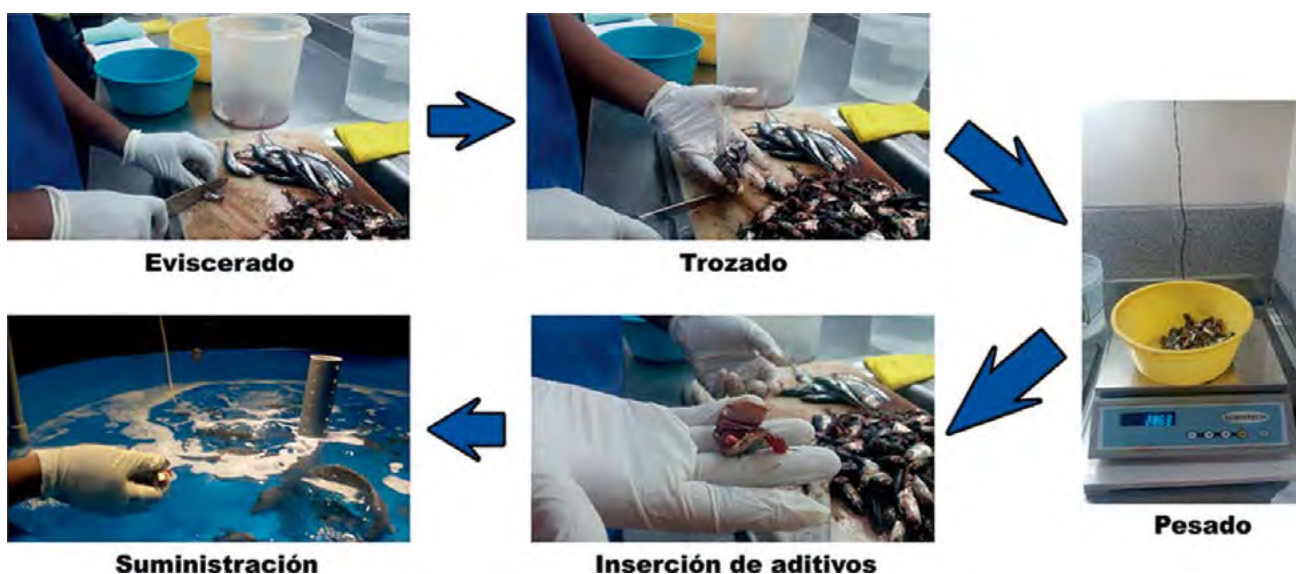 Eviscerado
Trozado
Pesado
Inserción de aditivos
Suministración